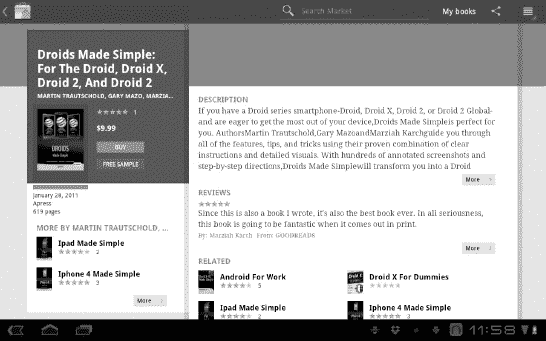 Search Market
My books
Droids Made Simple:
For The Droid, Droid X,
Droid 2, And Droid 2
MARTIN TRAUTSCHOLD, GARY MAZO, MARZIA...
1
$9.99
BUY
FREE SAMPLE
DROIDS
January 28, 2011
Apress
619 pages
MORE BY MARTIN TRAUTSCHOLD, ...
Ipad Made Simple
2
Iphone 4 Made Simple
3
More
DESCRIPTION
If you have a Droid series smartphone-Droid, Droid X, Droid 2, or Droid 2 Global-
and are eager to get the most out of your device,Droids Made Simpleis perfect for
you. AuthorsMartin Trautschold,Gary MazoandMarziah Karchguide you through
all of the features, tips, and tricks using their proven combination of clear
instructions and detailed visuals. With hundreds of annotated screenshots and
step-by-step directions,Droids Made Simplewill transform you into a Droid
More
REVIEWS
Since this is also a book I wrote, it's also the best book ever. In all seriousness,
this book is going to be fantastic when it comes out in print.
By: Marziah Karch From: GOODREADS
More
RELATED
Android For Work
5
Droid X For Dummies
Ipad Made Simple
2
Iphone 4 Made Simple
3
11:58